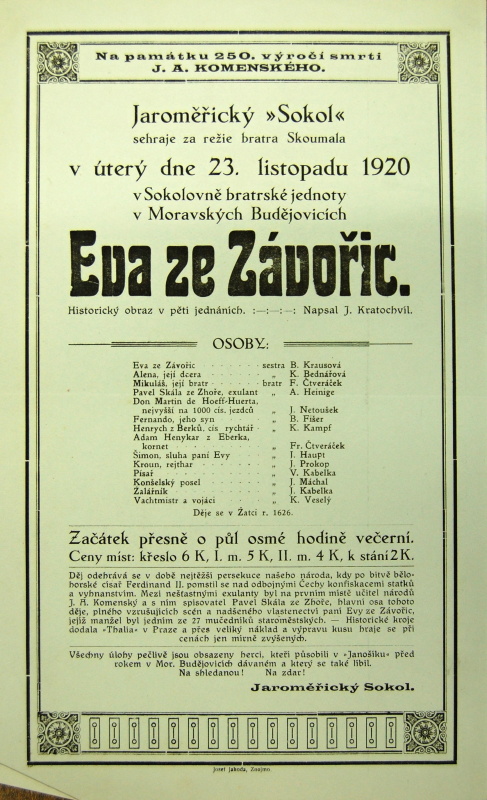 Na památku 250. výročí smrti
J. A. KOMENSKÉHO.
Jaroměřický »Sokol«
sehraje za režie bratra Skoumala
v úterý dne 23. listopadu 1920
v Sokolovně bratrské jednoty
v Moravských Budějovicích
Eva ze Závořic.
Historický obraz v pěti jednáních. :—:—:—: Napsal J. Kratochvil.
OSOBY:
Eva ze Závořic - - - - - - sestra B. Krausová
Alena, její dcera - - - - - - „ K. Bednářová
Mikuláš, její bratr - - - - - bratr F. Čtveráček
Pavel Skála ze Zhoře, exulant „ A. Heinige
Don Martin de Hoeff-Huerta,
nejvyšší na 1000 cís. jezdců „ J. Netoušek
Fernando, jeho syn - - - - „ B. Fišer
Henrych z Berků, cís rychtář - „ K. Kampf
Adam Henykar z Eberka,
kornet - - - - - - - „ Fr. Čtveráček
Šimon, sluha paní Evy - - - „ J. Haupt
Kroun, rejthar - - - - - - „ J. Prokop
Písař - - - - - - - - „ V. Kabelka
Konšelský posel - - - - - „ J. Máchal
Žalářník - - - - - - - „ J. Kabelka
Vachtmistr a vojáci - - - - „ K. Veselý
Děje se v Žatci r. 1626.
Začátek přesně o půl osmé hodině večerní.
Ceny míst: křeslo 6 K, I. m. 5 K, II. m. 4 K, k stání 2 K.
Děj odehrává se v době nejtěžší persekuce našeho národa, kdy po bitvě bělo-
horské císař Ferdinand II. pomstil se nad odbojnými Čechy konfiskacemi statků
a vyhnanstvím. Mezi nešťastnými exulanty byl na prvním místě učitel národů
J. A. Komenský a s ním spisovatel Pavel Skála ze Zhoře, hlavní osa tohoto
děje, plného vzrušujících scén a nadšeného vlastenectví paní Evy ze Závořic,
jejíž manžel byl jedním ze 27 mučedníků staroměstských. — Historické kroje
dodala »Thalia« v Praze a přes veliký náklad a výpravu kusu hraje se při
cenách jen mírně zvýšených.
Všechny úlohy pečlivě jsou obsazeny herci, kteří působili v »Janošíku« před
rokem v Mor. Budějovicích dávaném a který se také líbil.
Na shledanou! Na zdar!
Jaroměřický Sokol.
Josef Jakoda, Znojmo.